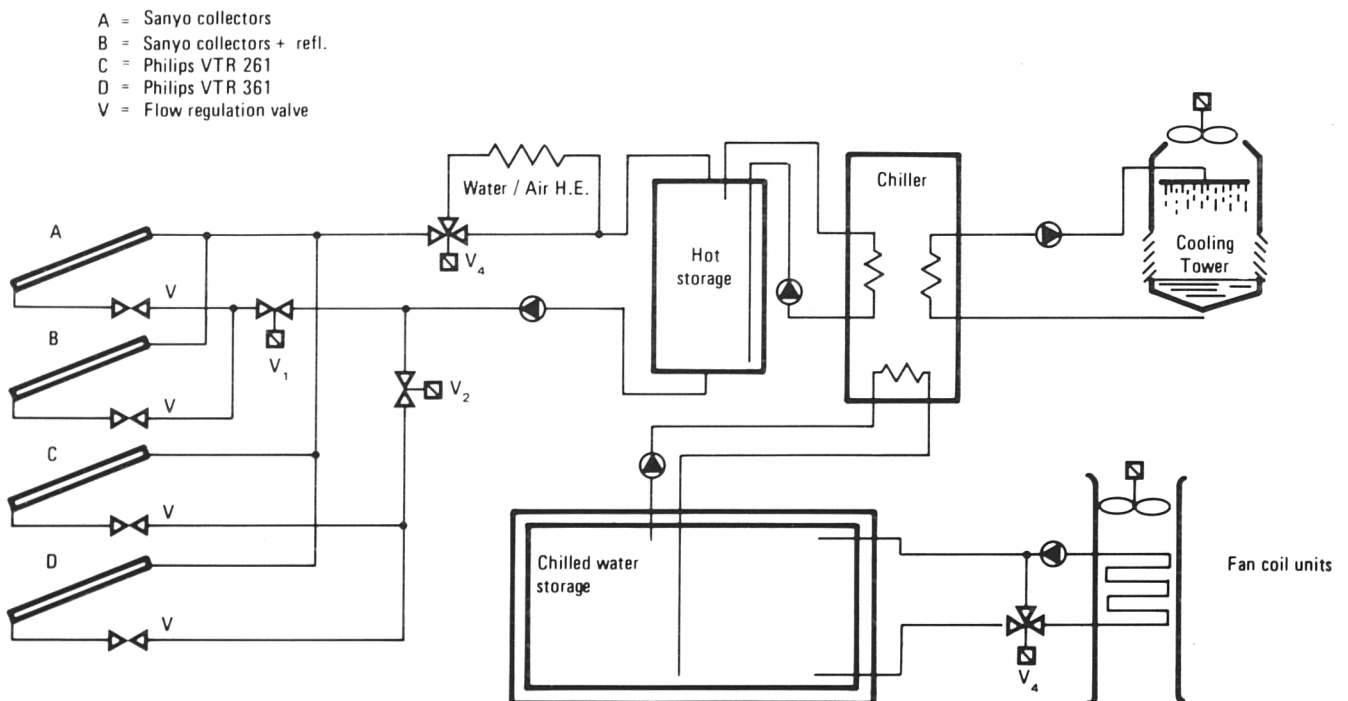 A = Sanyo collectors
B = Sanyo collectors + refl.
C = Philips VTR 261
D = Philips VTR 361
V = Flow regulation valve
Water / Air H.E.
Chiller
A
V4
Hot
storage
Cooling
Tower
V
B
V1
V2
V
C
V
D
Chilled water
storage
Fan coil units
V
V4